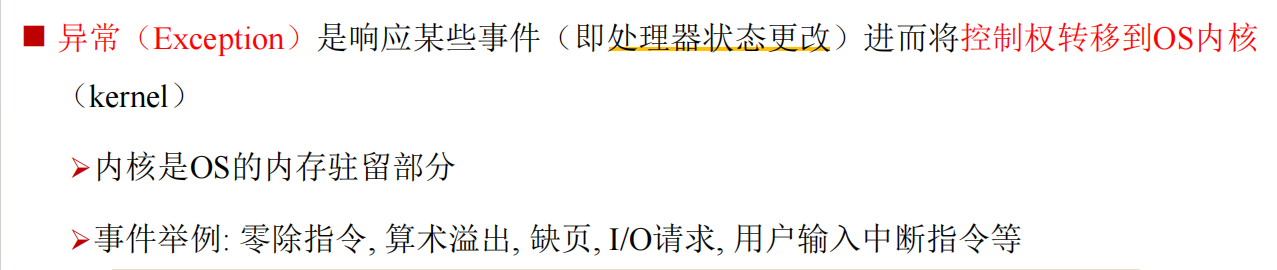 ■ 异常（Exception）是响应某些事件（即处理器状态更改）进而将控制权转移到OS内核
（kernel）
➢内核是OS的内存驻留部分
➢事件举例: 零除指令, 算术溢出, 缺页, I/O请求, 用户输入中断指令等